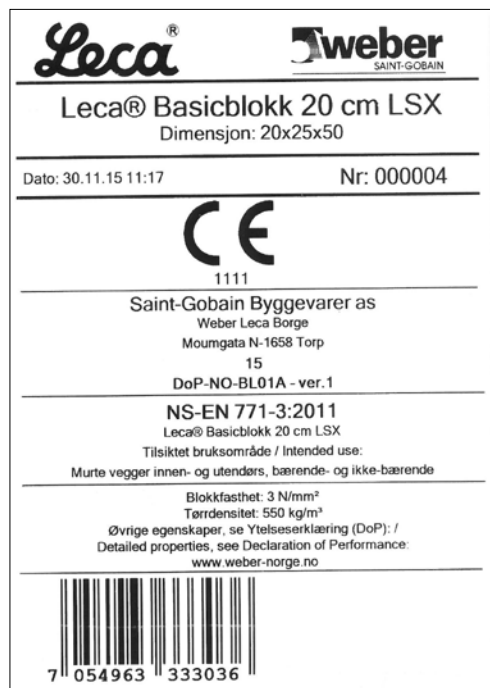 Leca®
weber
SAINT-GOBAIN
Leca® Basicblokk 20 cm LSX
Dimensjon: 20x25x50
Dato: 30.11.15 11:17
Nr: 000004
CE
1111
Saint-Gobain Byggevarer as
Weber Leca Borge
Moumgata N-1658 Torp
15
DoP-NO-BL01A - ver.1
NS-EN 771-3:2011
Leca® Basicblokk 20 cm LSX
Tilsiktet bruksområde / Intended use:
Murte vegger innen- og utendørs, bærende- og ikke-bærende
Blokkfasthet: 3 N/mm²
Tørrdensitet: 550 kg/m³
Øvrige egenskaper, se Ytelseserklæring (DoP): /
Detailed properties, see Declaration of Performance:
www.weber-norge.no
7 054963 333036